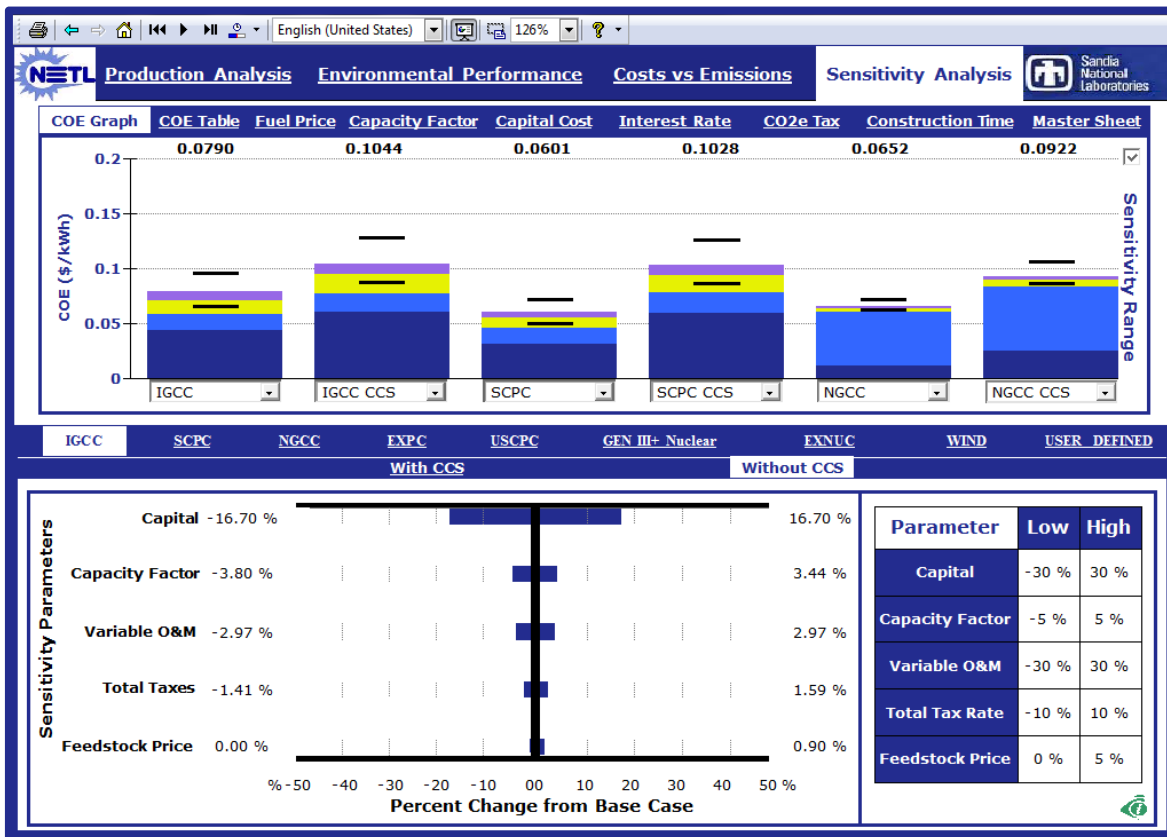 English (United States) 126%
NETL Production Analysis Environmental Performance Costs vs Emissions Sensitivity Analysis Sandia National Laboratories
COE Graph COE Table Fuel Price Capacity Factor Capital Cost Interest Rate CO2e Tax Construction Time Master Sheet
0.0790 0.1044 0.0601 0.1028 0.0652 0.0922
0.2
0.15
0.1
0.05
0
COE ($/kWh)
Sensitivity Range
IGCC IGCC CCS SCPC SCPC CCS NGCC NGCC CCS
IGCC SCPC NGCC EXPC USCPC GEN III+ Nuclear EXNUC WIND USER DEFINED
With CCS Without CCS
Sensitivity Parameters
Capital -16.70 % 16.70 %
Capacity Factor -3.80 % 3.44 %
Variable O&M -2.97 % 2.97 %
Total Taxes -1.41 % 1.59 %
Feedstock Price 0.00 % 0.90 %
%-50 -40 -30 -20 -10 00 10 20 30 40 50 %
Percent Change from Base Case
Parameter Low High
Capital -30 % 30 %
Capacity Factor -5 % 5 %
Variable O&M -30 % 30 %
Total Tax Rate -10 % 10 %
Feedstock Price 0 % 5 %